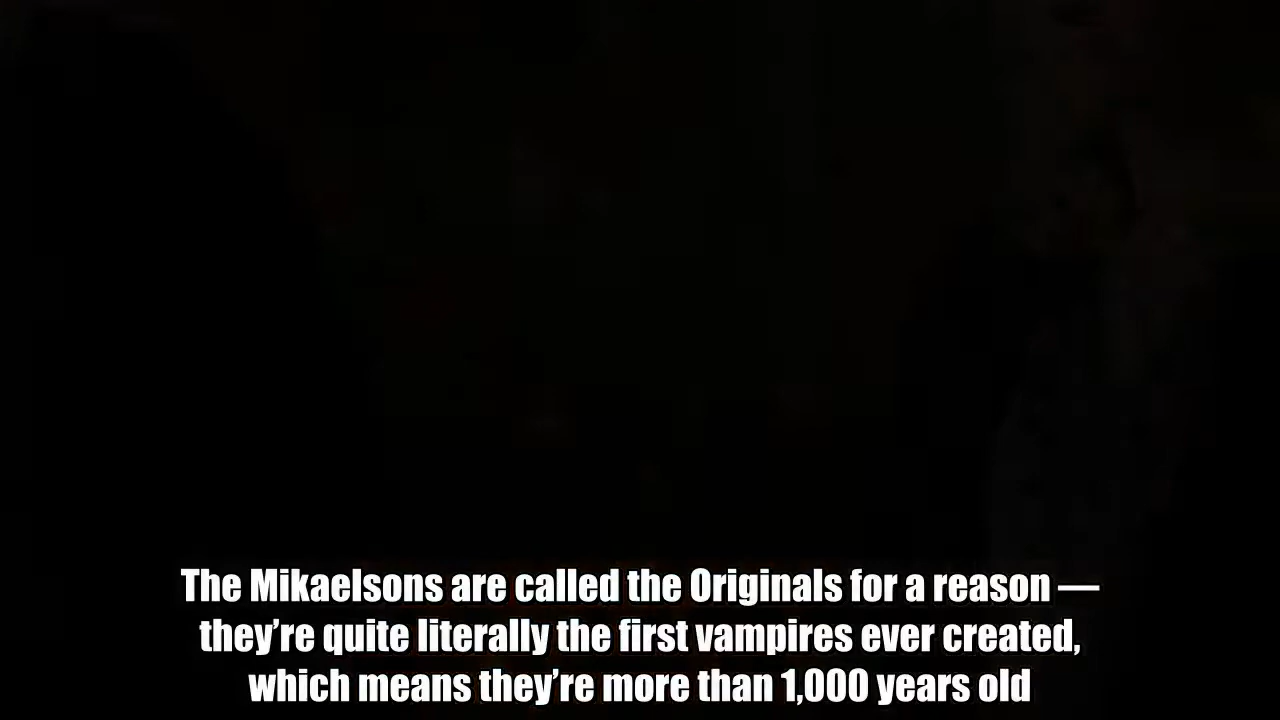 The Mikaelsons are called the Originals for a reason —
they’re quite literally the first vampires ever created,
which means they’re more than 1,000 years old